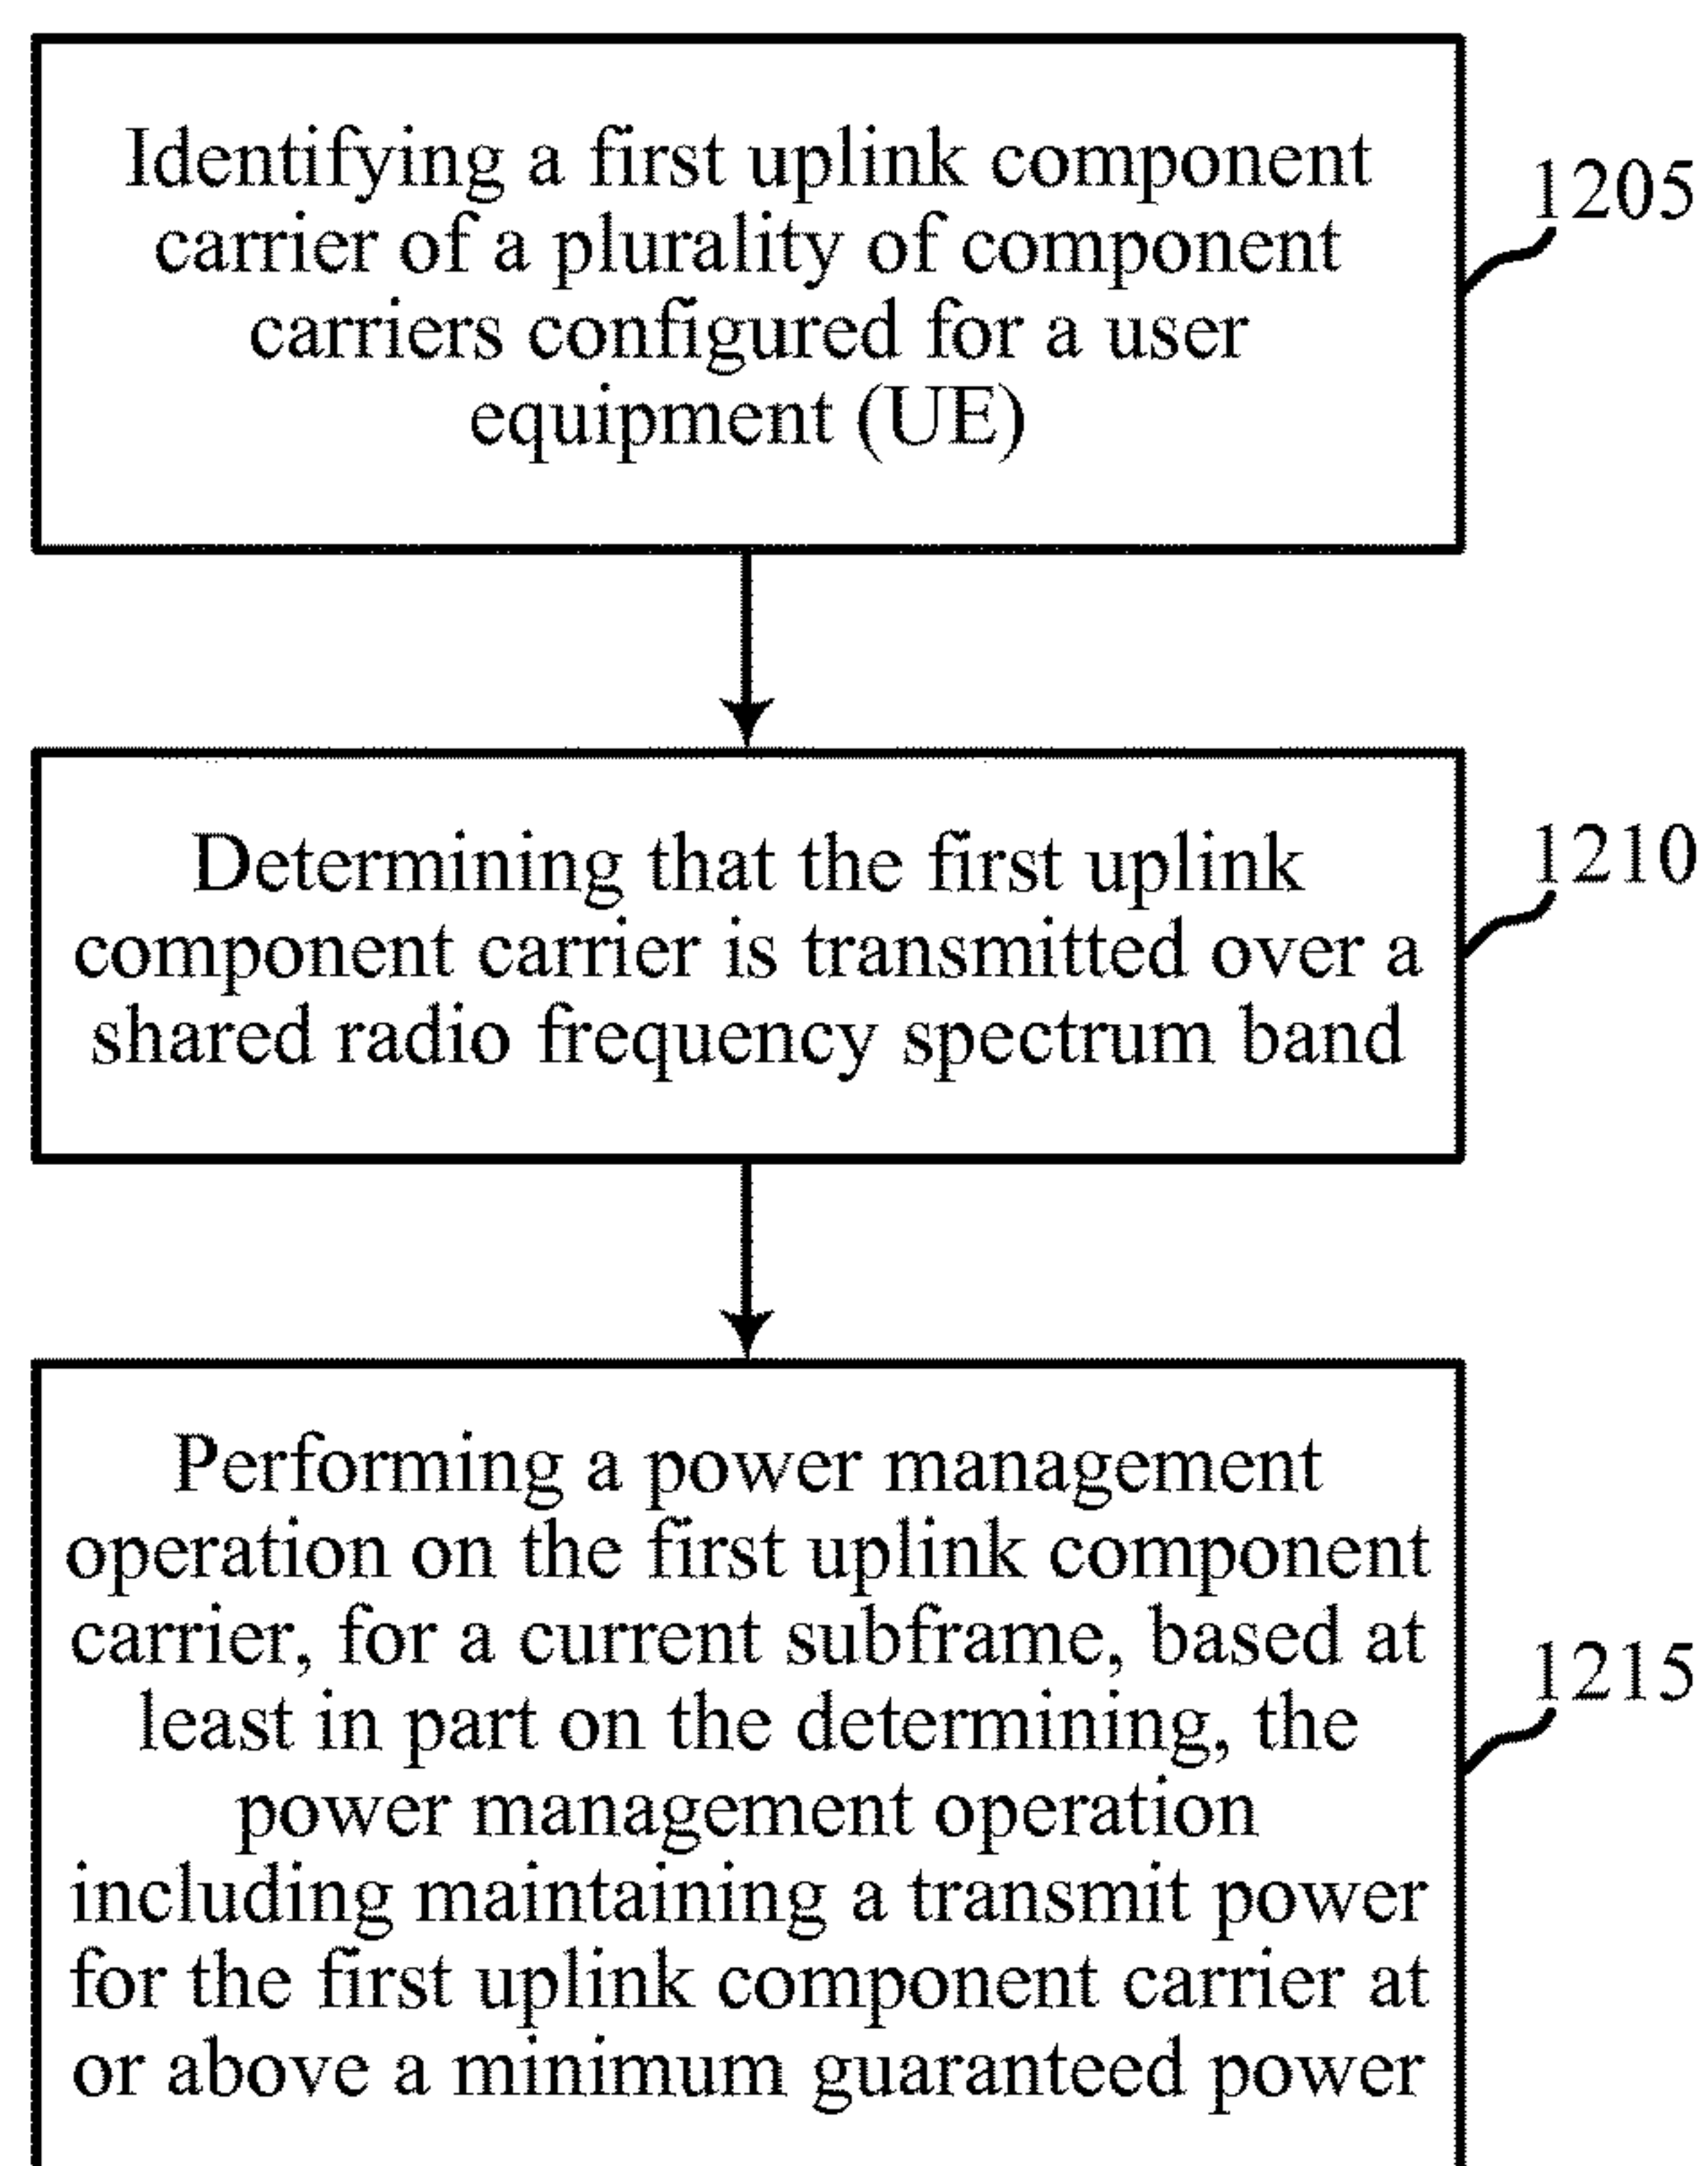 Identifying a first uplink component
carrier of a plurality of component
carriers configured for a user
equipment (UE)
1205
Determining that the first uplink
component carrier is transmitted over a
shared radio frequency spectrum band
1210
Performing a power management
operation on the first uplink component
carrier, for a current subframe, based at
least in part on the determining, the
power management operation
including maintaining a transmit power
for the first uplink component carrier at
or above a minimum guaranteed power
1215